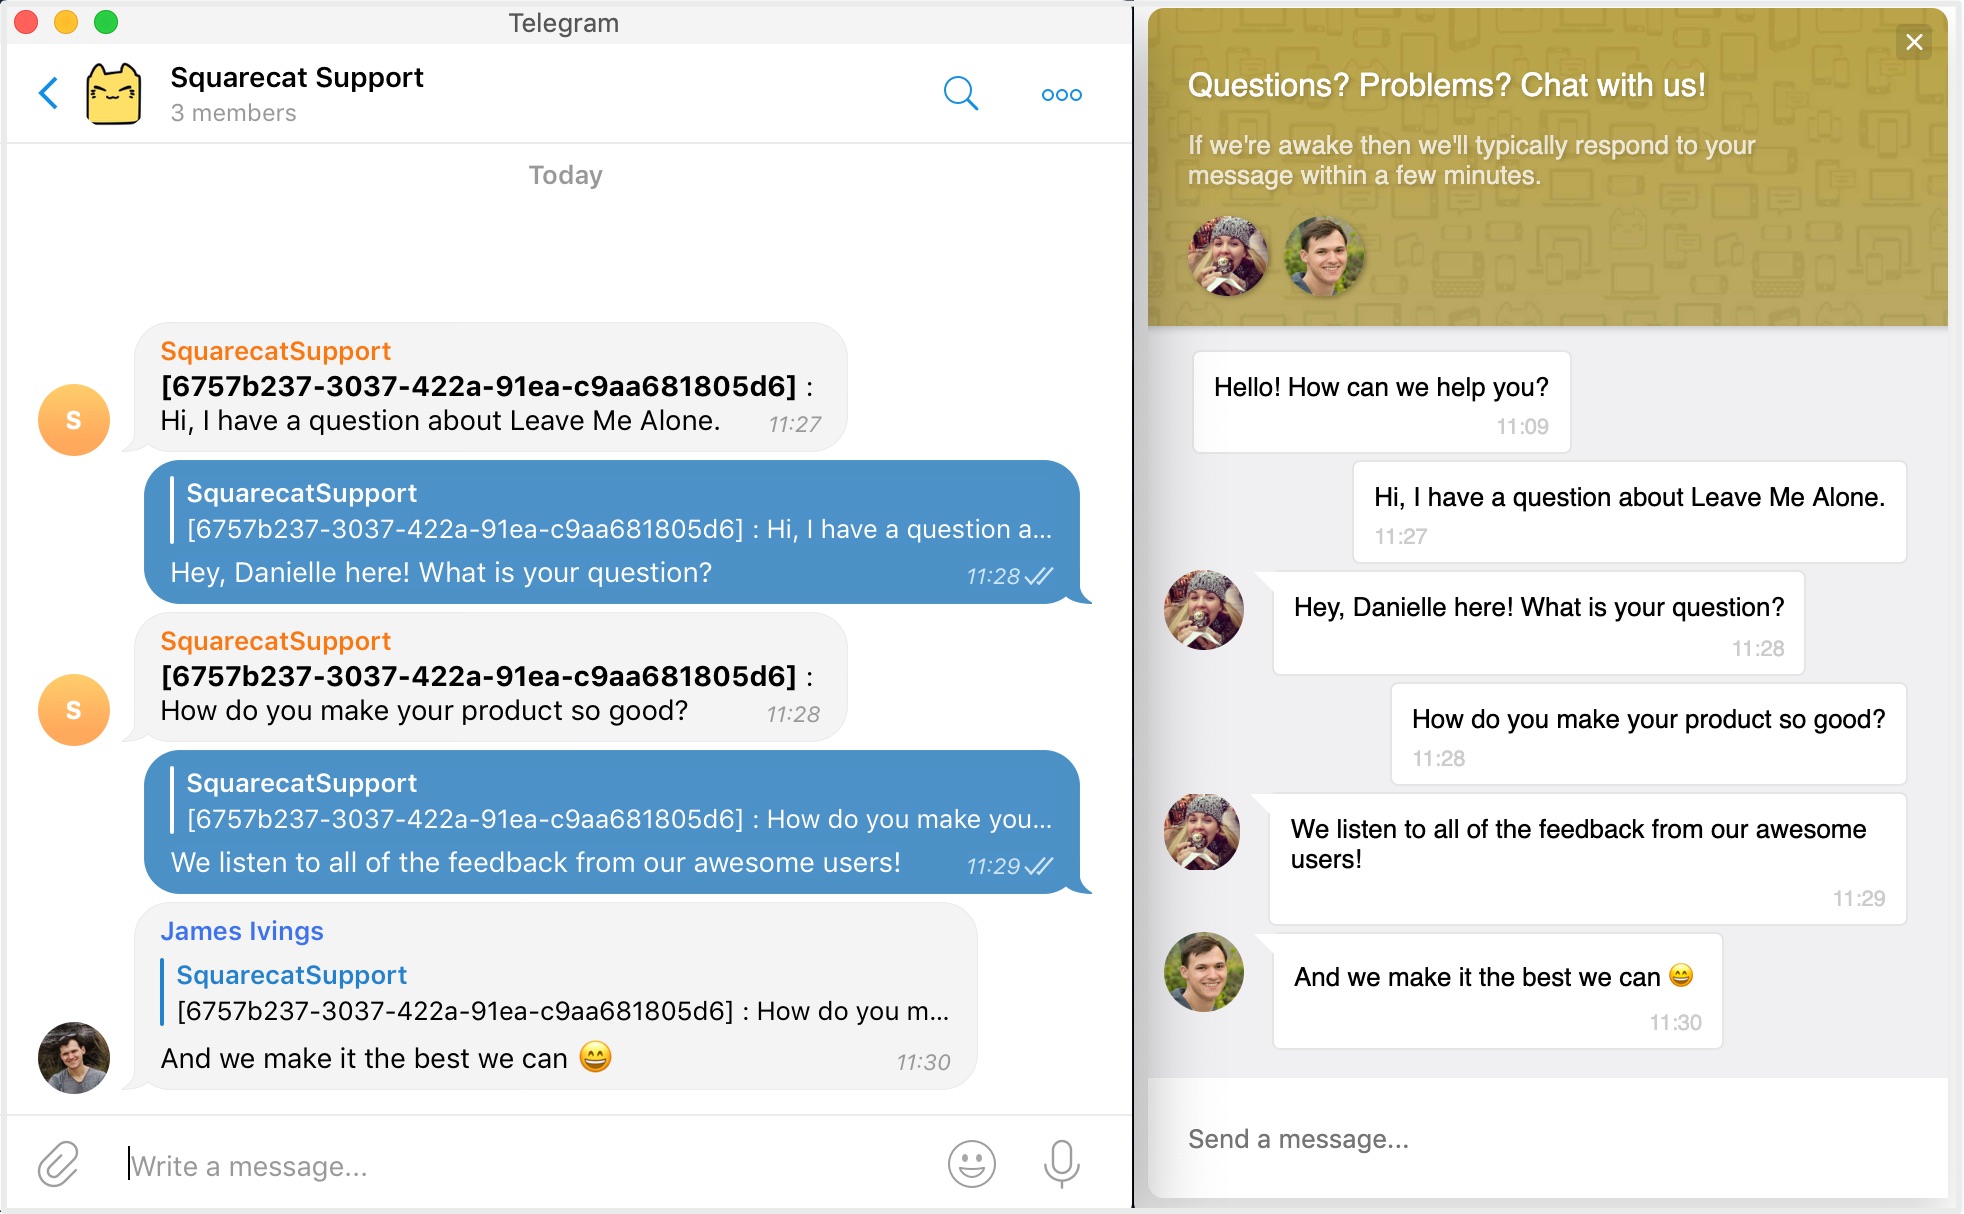 Telegram
Squarecat Support
3 members
Today
SquarecatSupport
[6757b237-3037-422a-91ea-c9aa681805d6] :
Hi, I have a question about Leave Me Alone.
11:27
S
SquarecatSupport
[6757b237-3037-422a-91ea-c9aa681805d6] : Hi, I have a question a...
Hey, Danielle here! What is your question?
11:28
SquarecatSupport
[6757b237-3037-422a-91ea-c9aa681805d6] :
How do you make your product so good?
11:28
S
SquarecatSupport
[6757b237-3037-422a-91ea-c9aa681805d6] : How do you make you...
We listen to all of the feedback from our awesome users!
11:29
James Ivings
SquarecatSupport
[6757b237-3037-422a-91ea-c9aa681805d6] : How do you m...
And we make it the best we can 😄
11:30
Write a message...
Questions? Problems? Chat with us!
If we're awake then we'll typically respond to your
message within a few minutes.
Hello! How can we help you?
11:09
Hi, I have a question about Leave Me Alone.
11:27
Hey, Danielle here! What is your question?
11:28
How do you make your product so good?
11:28
We listen to all of the feedback from our awesome
users!
11:29
And we make it the best we can 😄
11:30
Send a message...